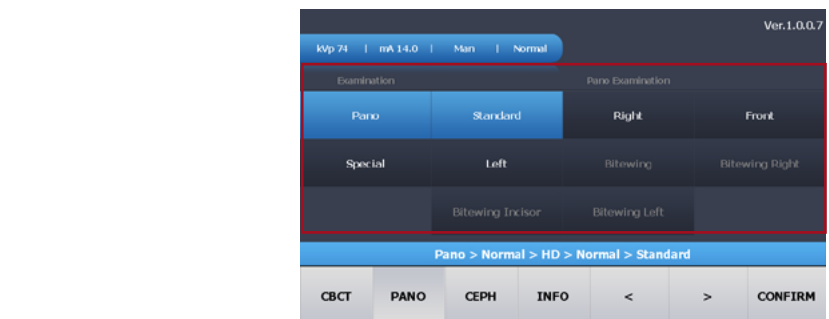 Ver.1.0.0.7
kVp 74 | mA 14.0 | Man | Normal
Examination Pano Examination
Pano Standard Right Front
Special Left Bitewing Bitewing Right
Bitewing Incisor Bitewing Left
Pano > Normal > HD > Normal > Standard
CBCT PANO CEPH INFO < > CONFIRM